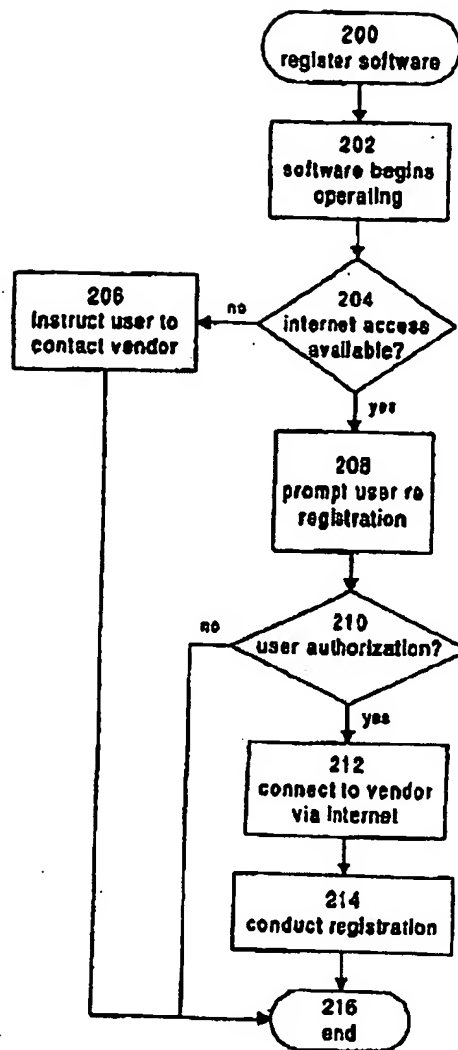 200
register software
202
software begins
operating
206
instruct user to
contact vendor
no
204
internet access
available?
yes
208
prompt user re
registration
no
210
user authorization?
yes
212
connect to vendor
via internet
214
conduct registration
216
end